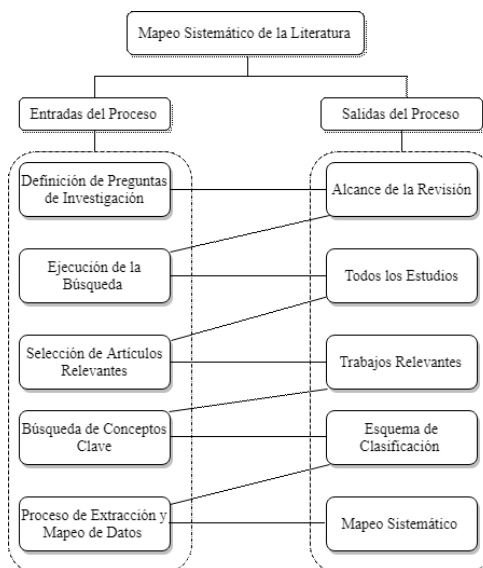 Mapeo Sistemático de la Literatura
Entradas del Proceso
Salidas del Proceso
Definición de Preguntas
de Investigación
Alcance de la Revisión
Ejecución de la
Búsqueda
Todos los Estudios
Selección de Artículos
Relevantes
Trabajos Relevantes
Búsqueda de Conceptos
Clave
Esquema de
Clasificación
Proceso de Extracción y
Mapeo de Datos
Mapeo Sistemático